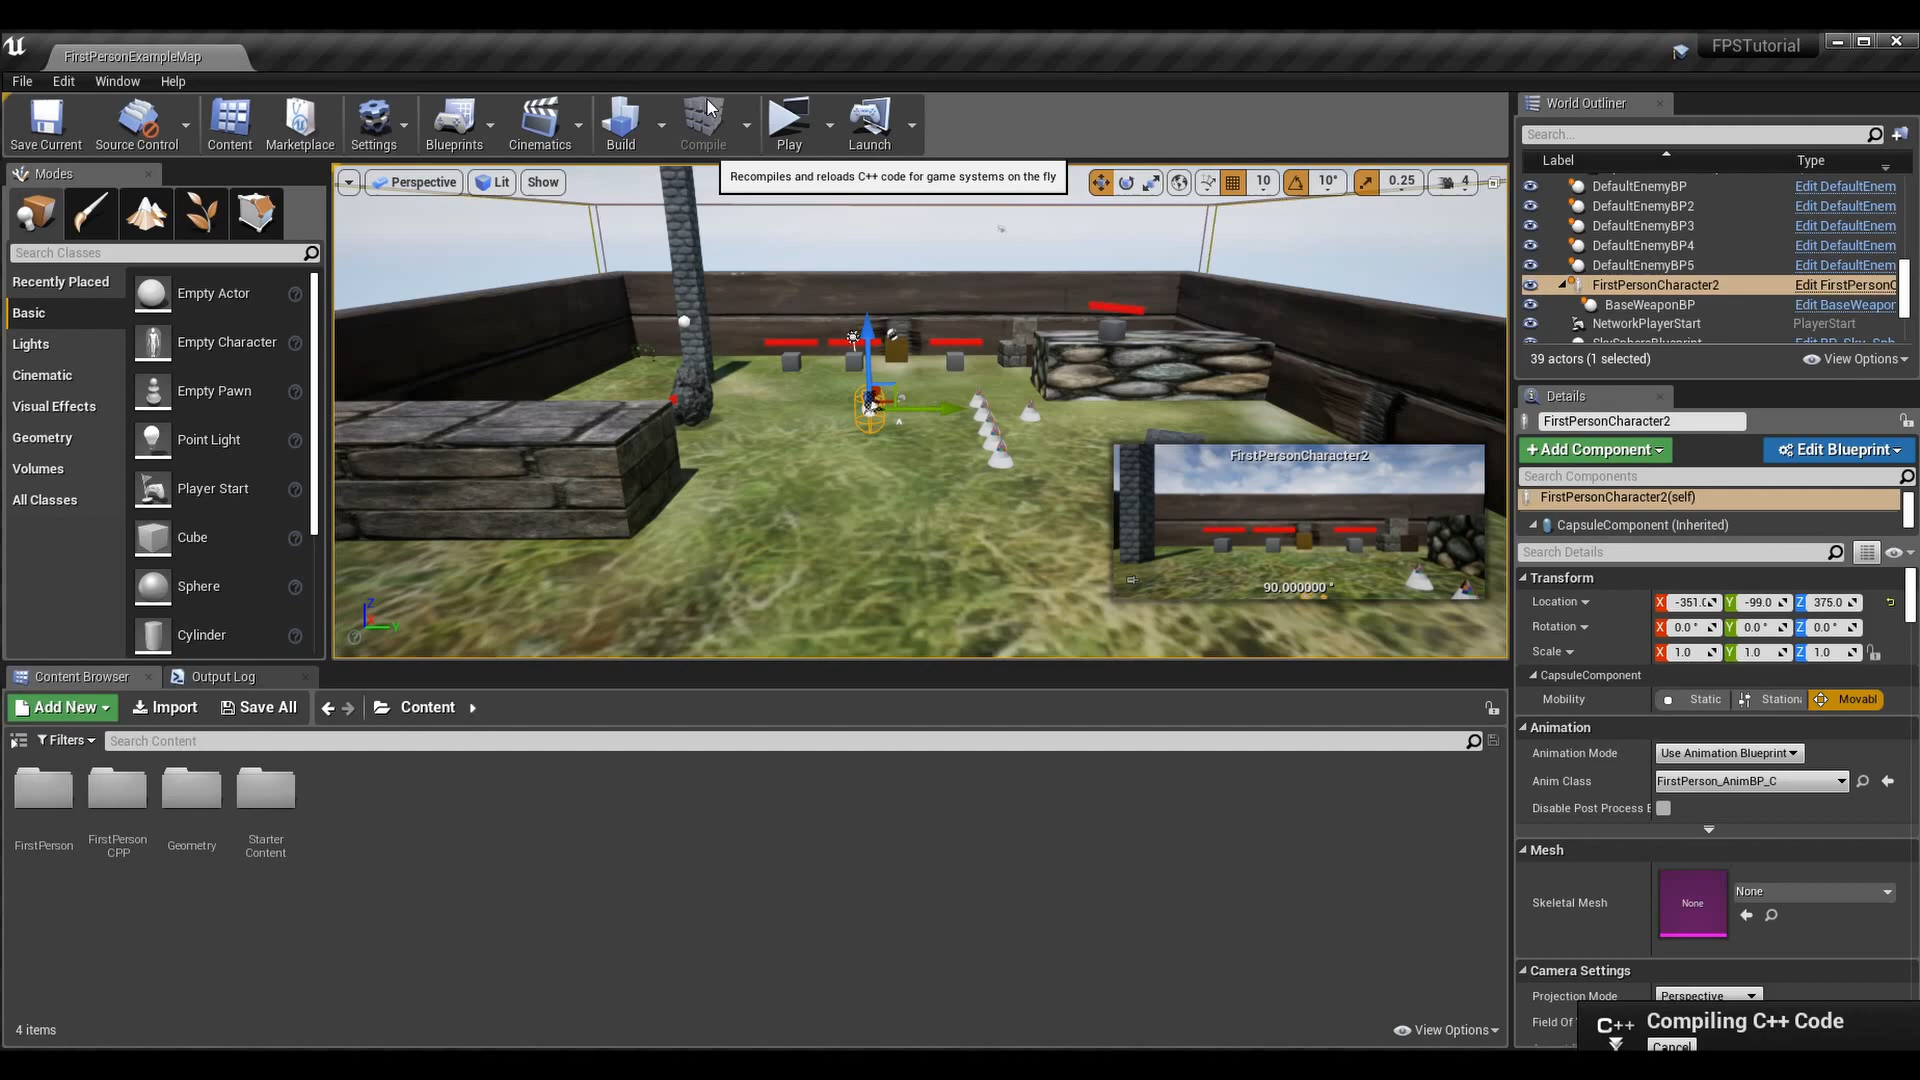 FirstPersonExampleMap
FPSTutorial
File Edit Window Help
Save Current
Source Control
Content
Marketplace
Settings
Blueprints
Cinematics
Build
Compile
Play
Launch
Recompiles and reloads C++ code for game systems on the fly
Modes
Search Classes
Recently Placed
Basic
Lights
Cinematic
Visual Effects
Geometry
Volumes
All Classes
Empty Actor
Empty Character
Empty Pawn
Point Light
Player Start
Cube
Sphere
Cylinder
Perspective
Lit
Show
10
10°
0.25
4
FirstPersonCharacter2
90.000000 °
Z
Y
World Outliner
Search...
Label Type
DefaultEnemyBP Edit DefaultEnem
DefaultEnemyBP2 Edit DefaultEnem
DefaultEnemyBP3 Edit DefaultEnem
DefaultEnemyBP4 Edit DefaultEnem
DefaultEnemyBP5 Edit DefaultEnem
FirstPersonCharacter2 Edit FirstPersonC
BaseWeaponBP Edit BaseWeapon
NetworkPlayerStart PlayerStart
39 actors (1 selected)
View Options
Details
FirstPersonCharacter2
Add Component
Edit Blueprint
Search Components
FirstPersonCharacter2(self)
CapsuleComponent (Inherited)
Search Details
Transform
Location X -351.0 Y -99.0 Z 375.0
Rotation X 0.0 ° Y 0.0 ° Z 0.0 °
Scale X 1.0 Y 1.0 Z 1.0
CapsuleComponent
Mobility Static Station Movabl
Animation
Animation Mode Use Animation Blueprint
Anim Class FirstPerson_AnimBP_C
Disable Post Process B
Mesh
Skeletal Mesh None None
Camera Settings
Projection Mode Perspective
Field Of
C++ Compiling C++ Code
Cancel
Content Browser
Output Log
Add New
Import
Save All
Content
Filters
Search Content
FirstPerson
FirstPerson
CPP
Geometry
Starter
Content
4 items
View Options